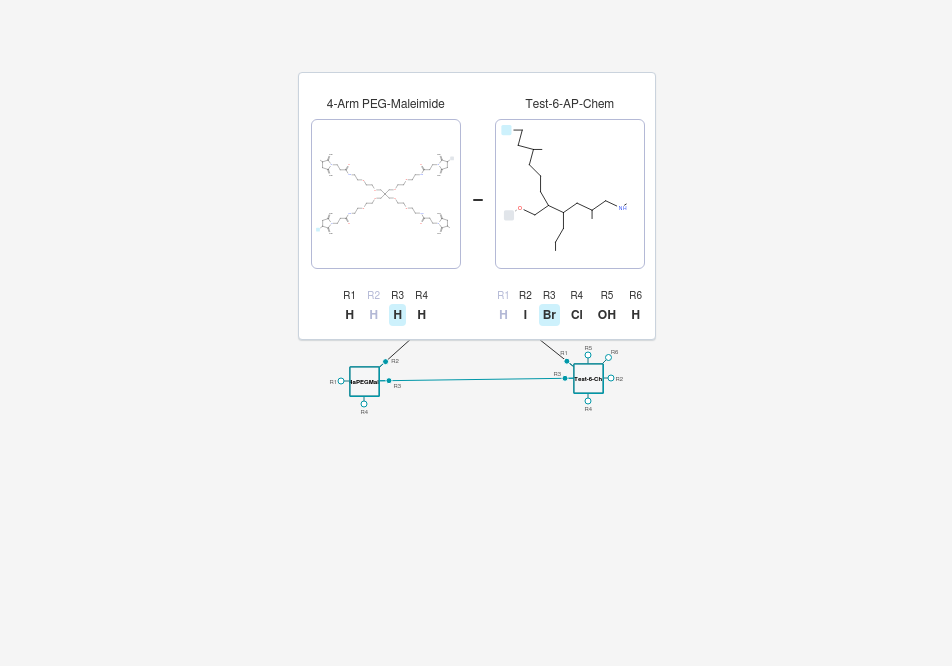 4-Arm PEG-Maleimide
Test-6-AP-Chem
O
NH
R1 R2 R3 R4
H H H H
R1 R2 R3 R4 R5 R6
H I Br Cl OH H
R2
R1
R3
R4
R1
R5
R6
R3
Test-6-Ch
R2
R4